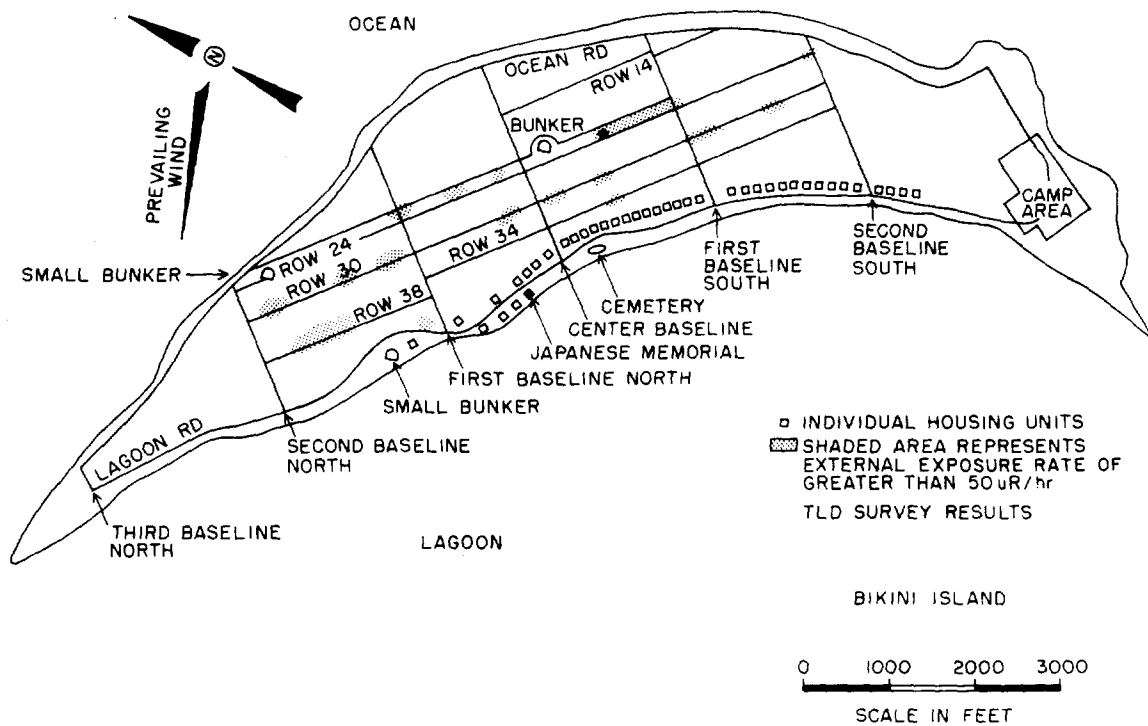 OCEAN
N
PREVAILING
WIND
OCEAN RD
ROW 14
BUNKER
CAMP
AREA
SMALL BUNKER
ROW 24
ROW 30
ROW 34
ROW 38
SECOND
BASELINE
SOUTH
FIRST
BASELINE
SOUTH
CEMETERY
CENTER BASELINE
JAPANESE MEMORIAL
FIRST BASELINE NORTH
SMALL BUNKER
LAGOON RD
SECOND BASELINE
NORTH
THIRD BASELINE
NORTH
LAGOON
INDIVIDUAL HOUSING UNITS
SHADED AREA REPRESENTS
EXTERNAL EXPOSURE RATE OF
GREATER THAN 50 uR/hr
TLD SURVEY RESULTS
BIKINI ISLAND
0 1000 2000 3000
SCALE IN FEET